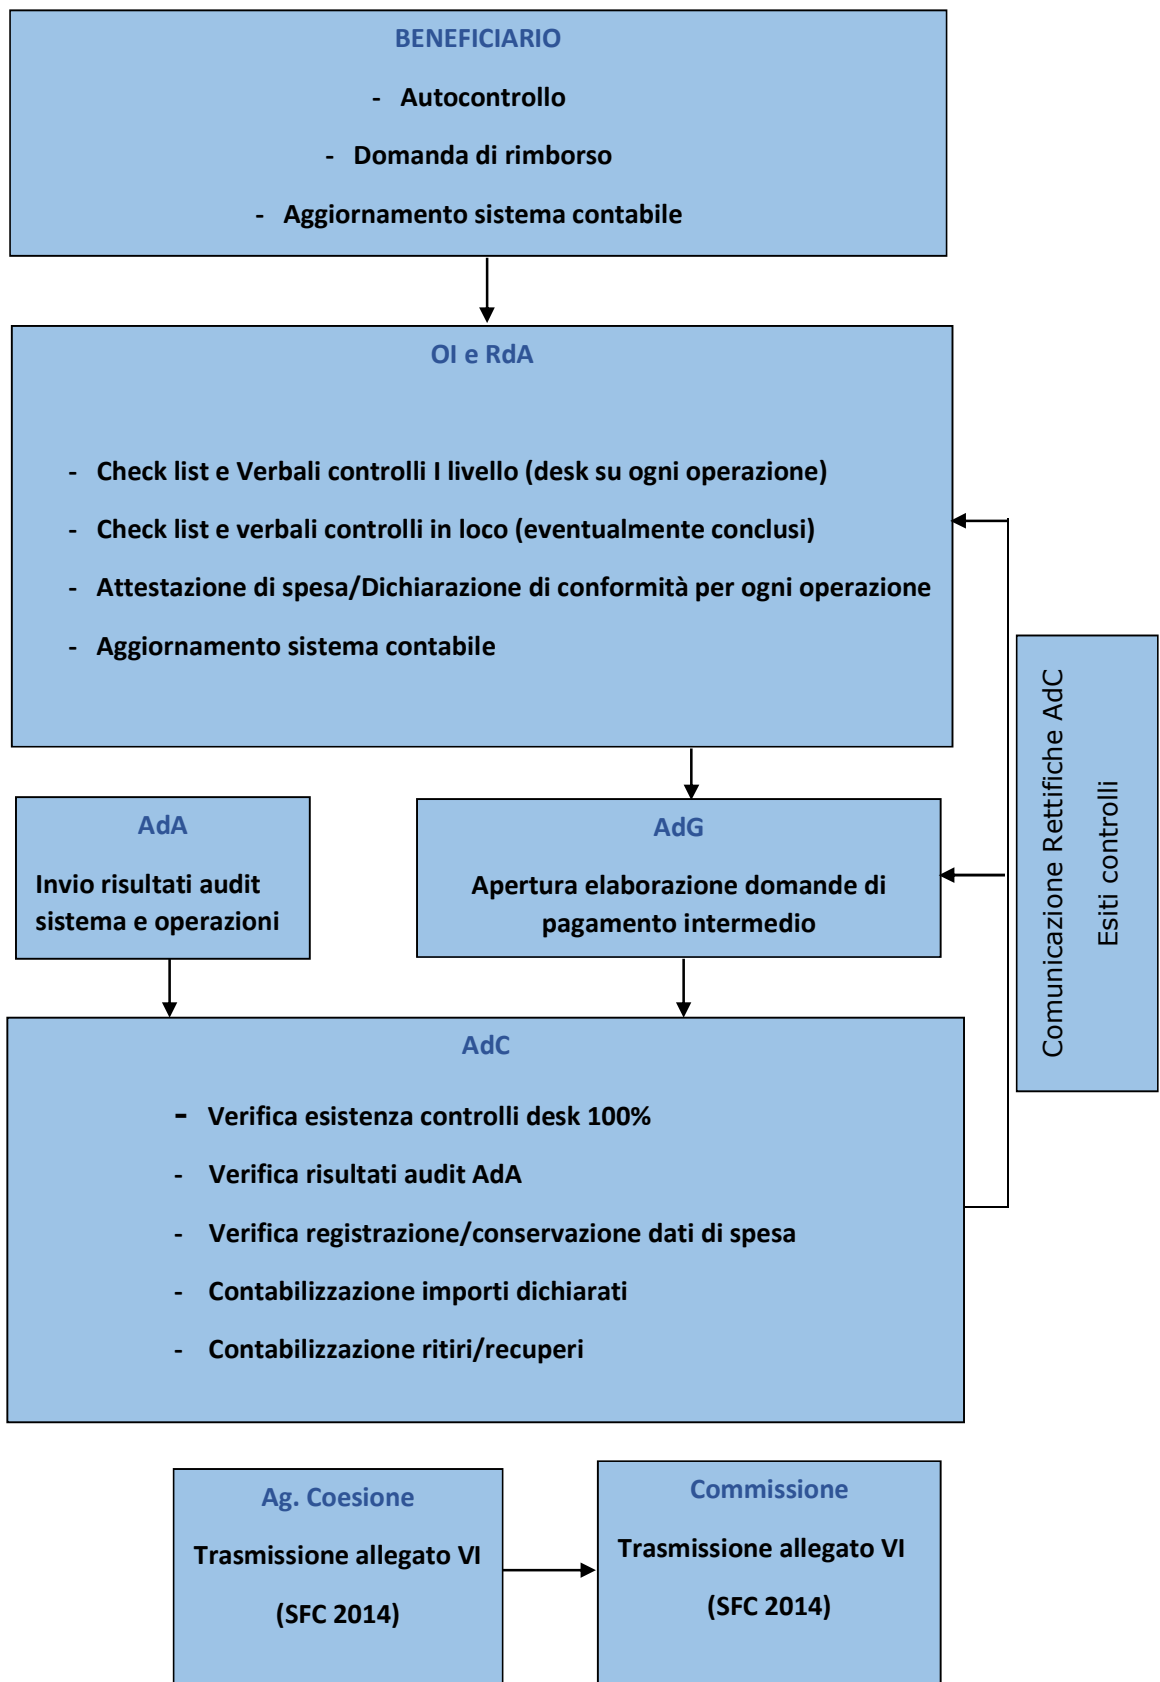 BENEFICIARIO
- Autocontrollo
- Domanda di rimborso
- Aggiornamento sistema contabile
OI e RdA
- Check list e Verbali controlli I livello (desk su ogni operazione)
- Check list e verbali controlli in loco (eventualmente conclusi)
- Attestazione di spesa/Dichiarazione di conformità per ogni operazione
- Aggiornamento sistema contabile
Comunicazione Rettifiche AdC
Esiti controlli
AdA
Invio risultati audit
sistema e operazioni
AdG
Apertura elaborazione domande di
pagamento intermedio
AdC
- Verifica esistenza controlli desk 100%
- Verifica risultati audit AdA
- Verifica registrazione/conservazione dati di spesa
- Contabilizzazione importi dichiarati
- Contabilizzazione ritiri/recuperi
Ag. Coesione
Trasmissione allegato VI
(SFC 2014)
Commissione
Trasmissione allegato VI
(SFC 2014)